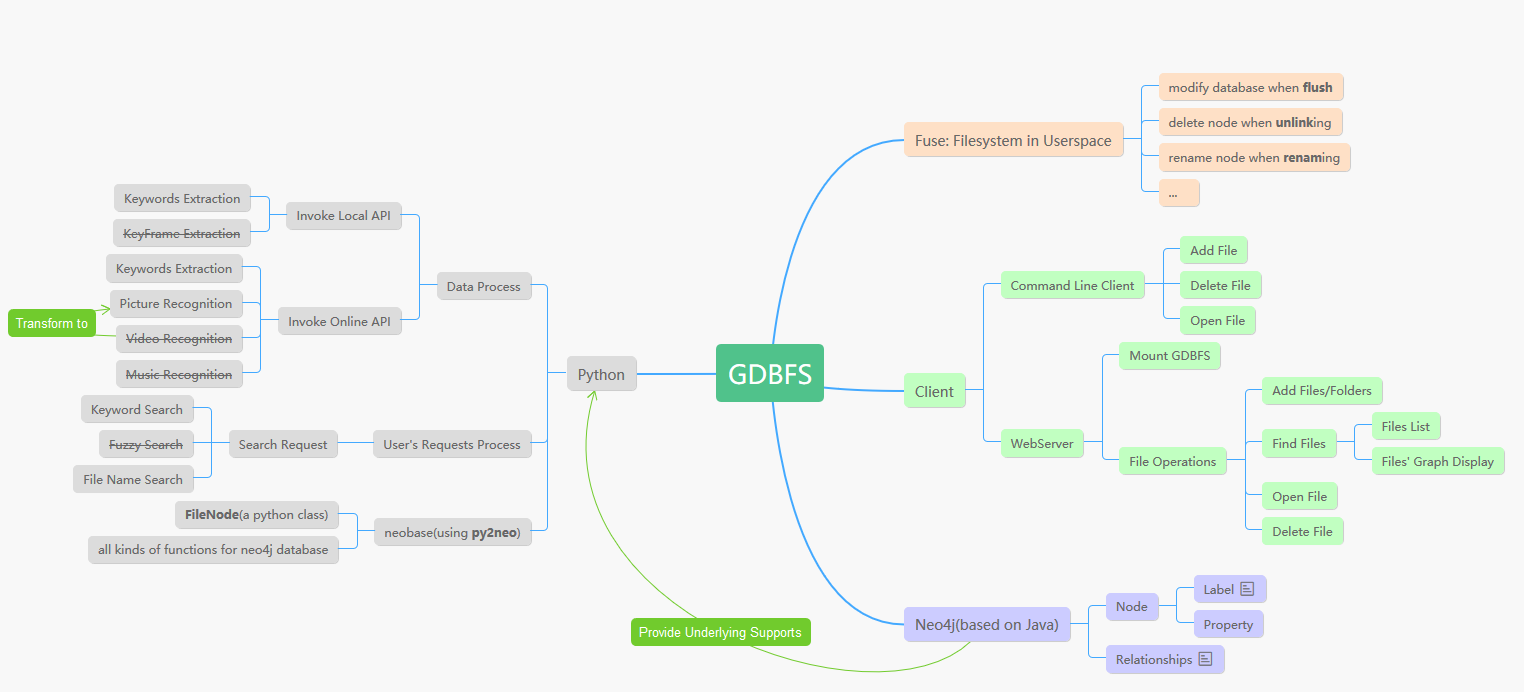 GDBFS
Fuse: Filesystem in Userspace
modify database when flush
delete node when unlinking
rename node when renaming
...
Client
Command Line Client
Add File
Delete File
Open File
WebServer
Mount GDBFS
File Operations
Add Files/Folders
Find Files
Files List
Files' Graph Display
Open File
Delete File
Neo4j(based on Java)
Node
Label
Property
Relationships
Provide Underlying Supports
Python
Data Process
Invoke Local API
Keywords Extraction
KeyFrame Extraction
Invoke Online API
Keywords Extraction
Picture Recognition
Video Recognition
Music Recognition
Transform to
User's Requests Process
Search Request
Keyword Search
Fuzzy Search
File Name Search
neobase(using py2neo)
FileNode(a python class)
all kinds of functions for neo4j database